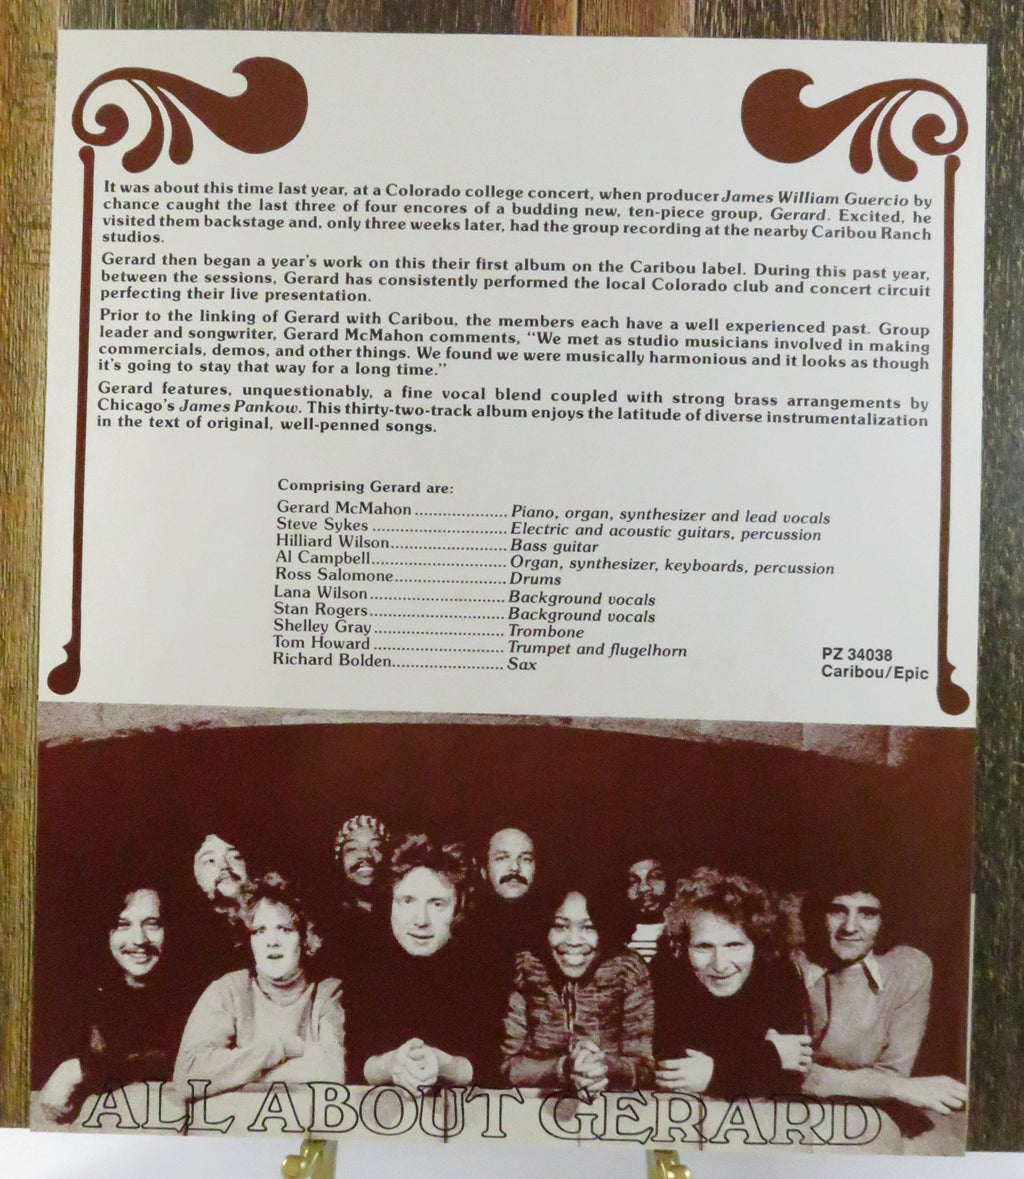 It was about this time last year, at a Colorado college concert, when producer James William Guercio by
chance caught the last three of four encores of a budding new, ten-piece group, Gerard. Excited, he
visited them backstage and, only three weeks later, had the group recording at the nearby Caribou Ranch
studios.
Gerard then began a year's work on this their first album on the Caribou label. During this past year,
between the sessions, Gerard has consistently performed the local Colorado club and concert circuit
perfecting their live presentation.
Prior to the linking of Gerard with Caribou, the members each have a well experienced past. Group
leader and songwriter, Gerard McMahon comments, "We met as studio musicians involved in making
commercials, demos, and other things. We found we were musically harmonious and it looks as though
it's going to stay that way for a long time."
Gerard features, unquestionably, a fine vocal blend coupled with strong brass arrangements by
Chicago's James Pankow. This thirty-two-track album enjoys the latitude of diverse instrumentalization
in the text of original, well-penned songs.
Comprising Gerard are:
Gerard McMahon.....................Piano, organ, synthesizer and lead vocals
Steve Sykes..............................Electric and acoustic guitars, percussion
Hilliard Wilson..........................Bass guitar
Al Campbell..............................Organ, synthesizer, keyboards, percussion
Ross Salomone.........................Drums
Lana Wilson..............................Background vocals
Stan Rogers..............................Background vocals
Shelley Gray.............................Trombone
Tom Howard.............................Trumpet and flugelhorn
Richard Bolden.........................Sax
PZ 34038
Caribou/Epic
ALL ABOUT GERARD